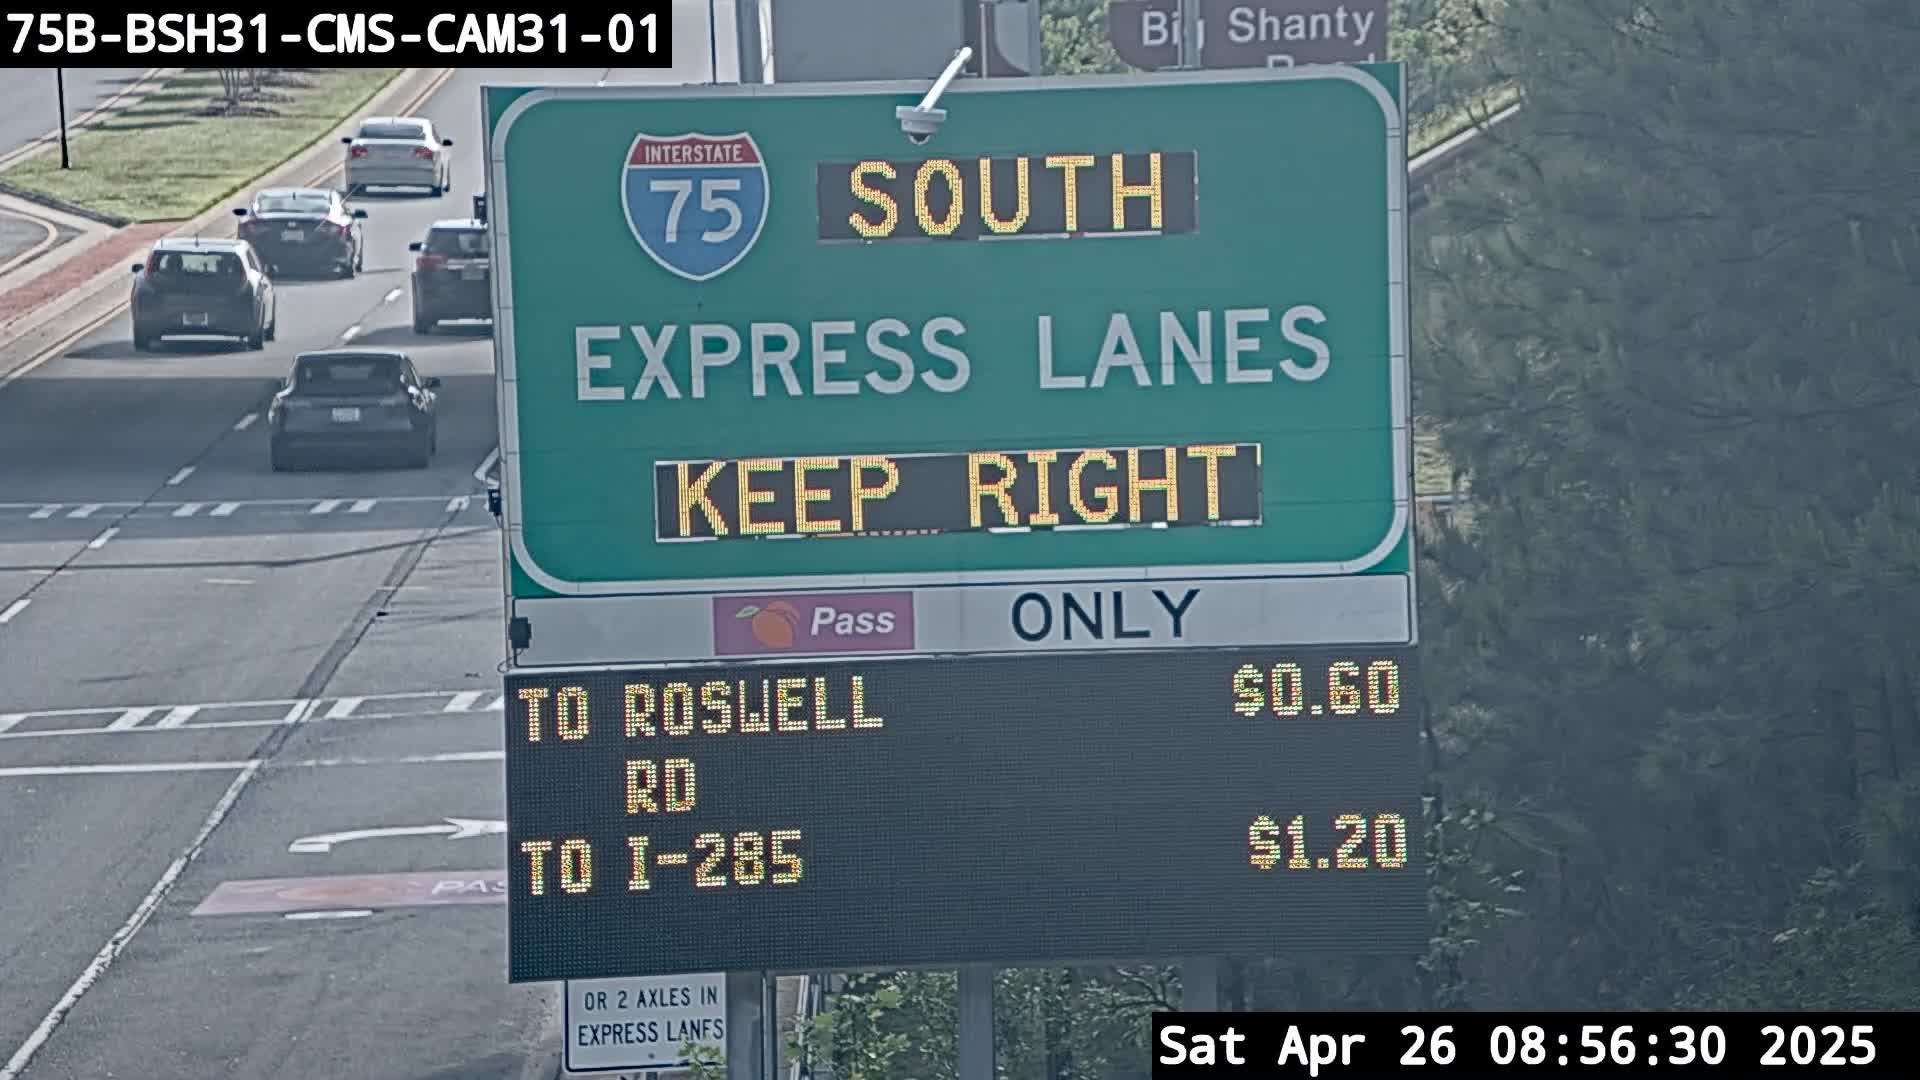 75B-BSH31-CMS-CAM31-01
Big Shanty
Road
INTERSTATE
75
SOUTH
EXPRESS LANES
KEEP RIGHT
Pass ONLY
TO ROSWELL $0.60
RD
TO I-285 $1.20
PAS
OR 2 AXLES IN
EXPRESS LANES
Sat Apr 26 08:56:30 2025